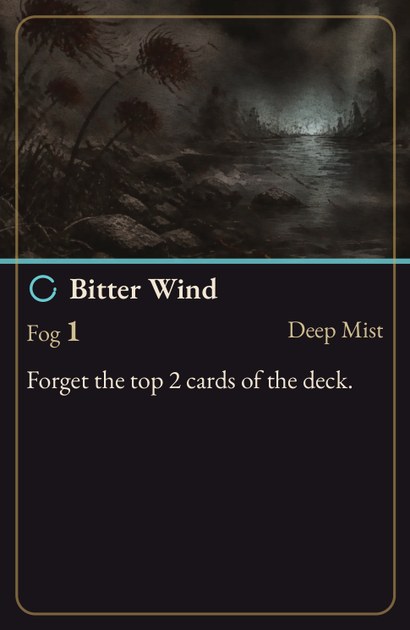 Bitter Wind
Fog 1 Deep Mist
Forget the top 2 cards of the deck.